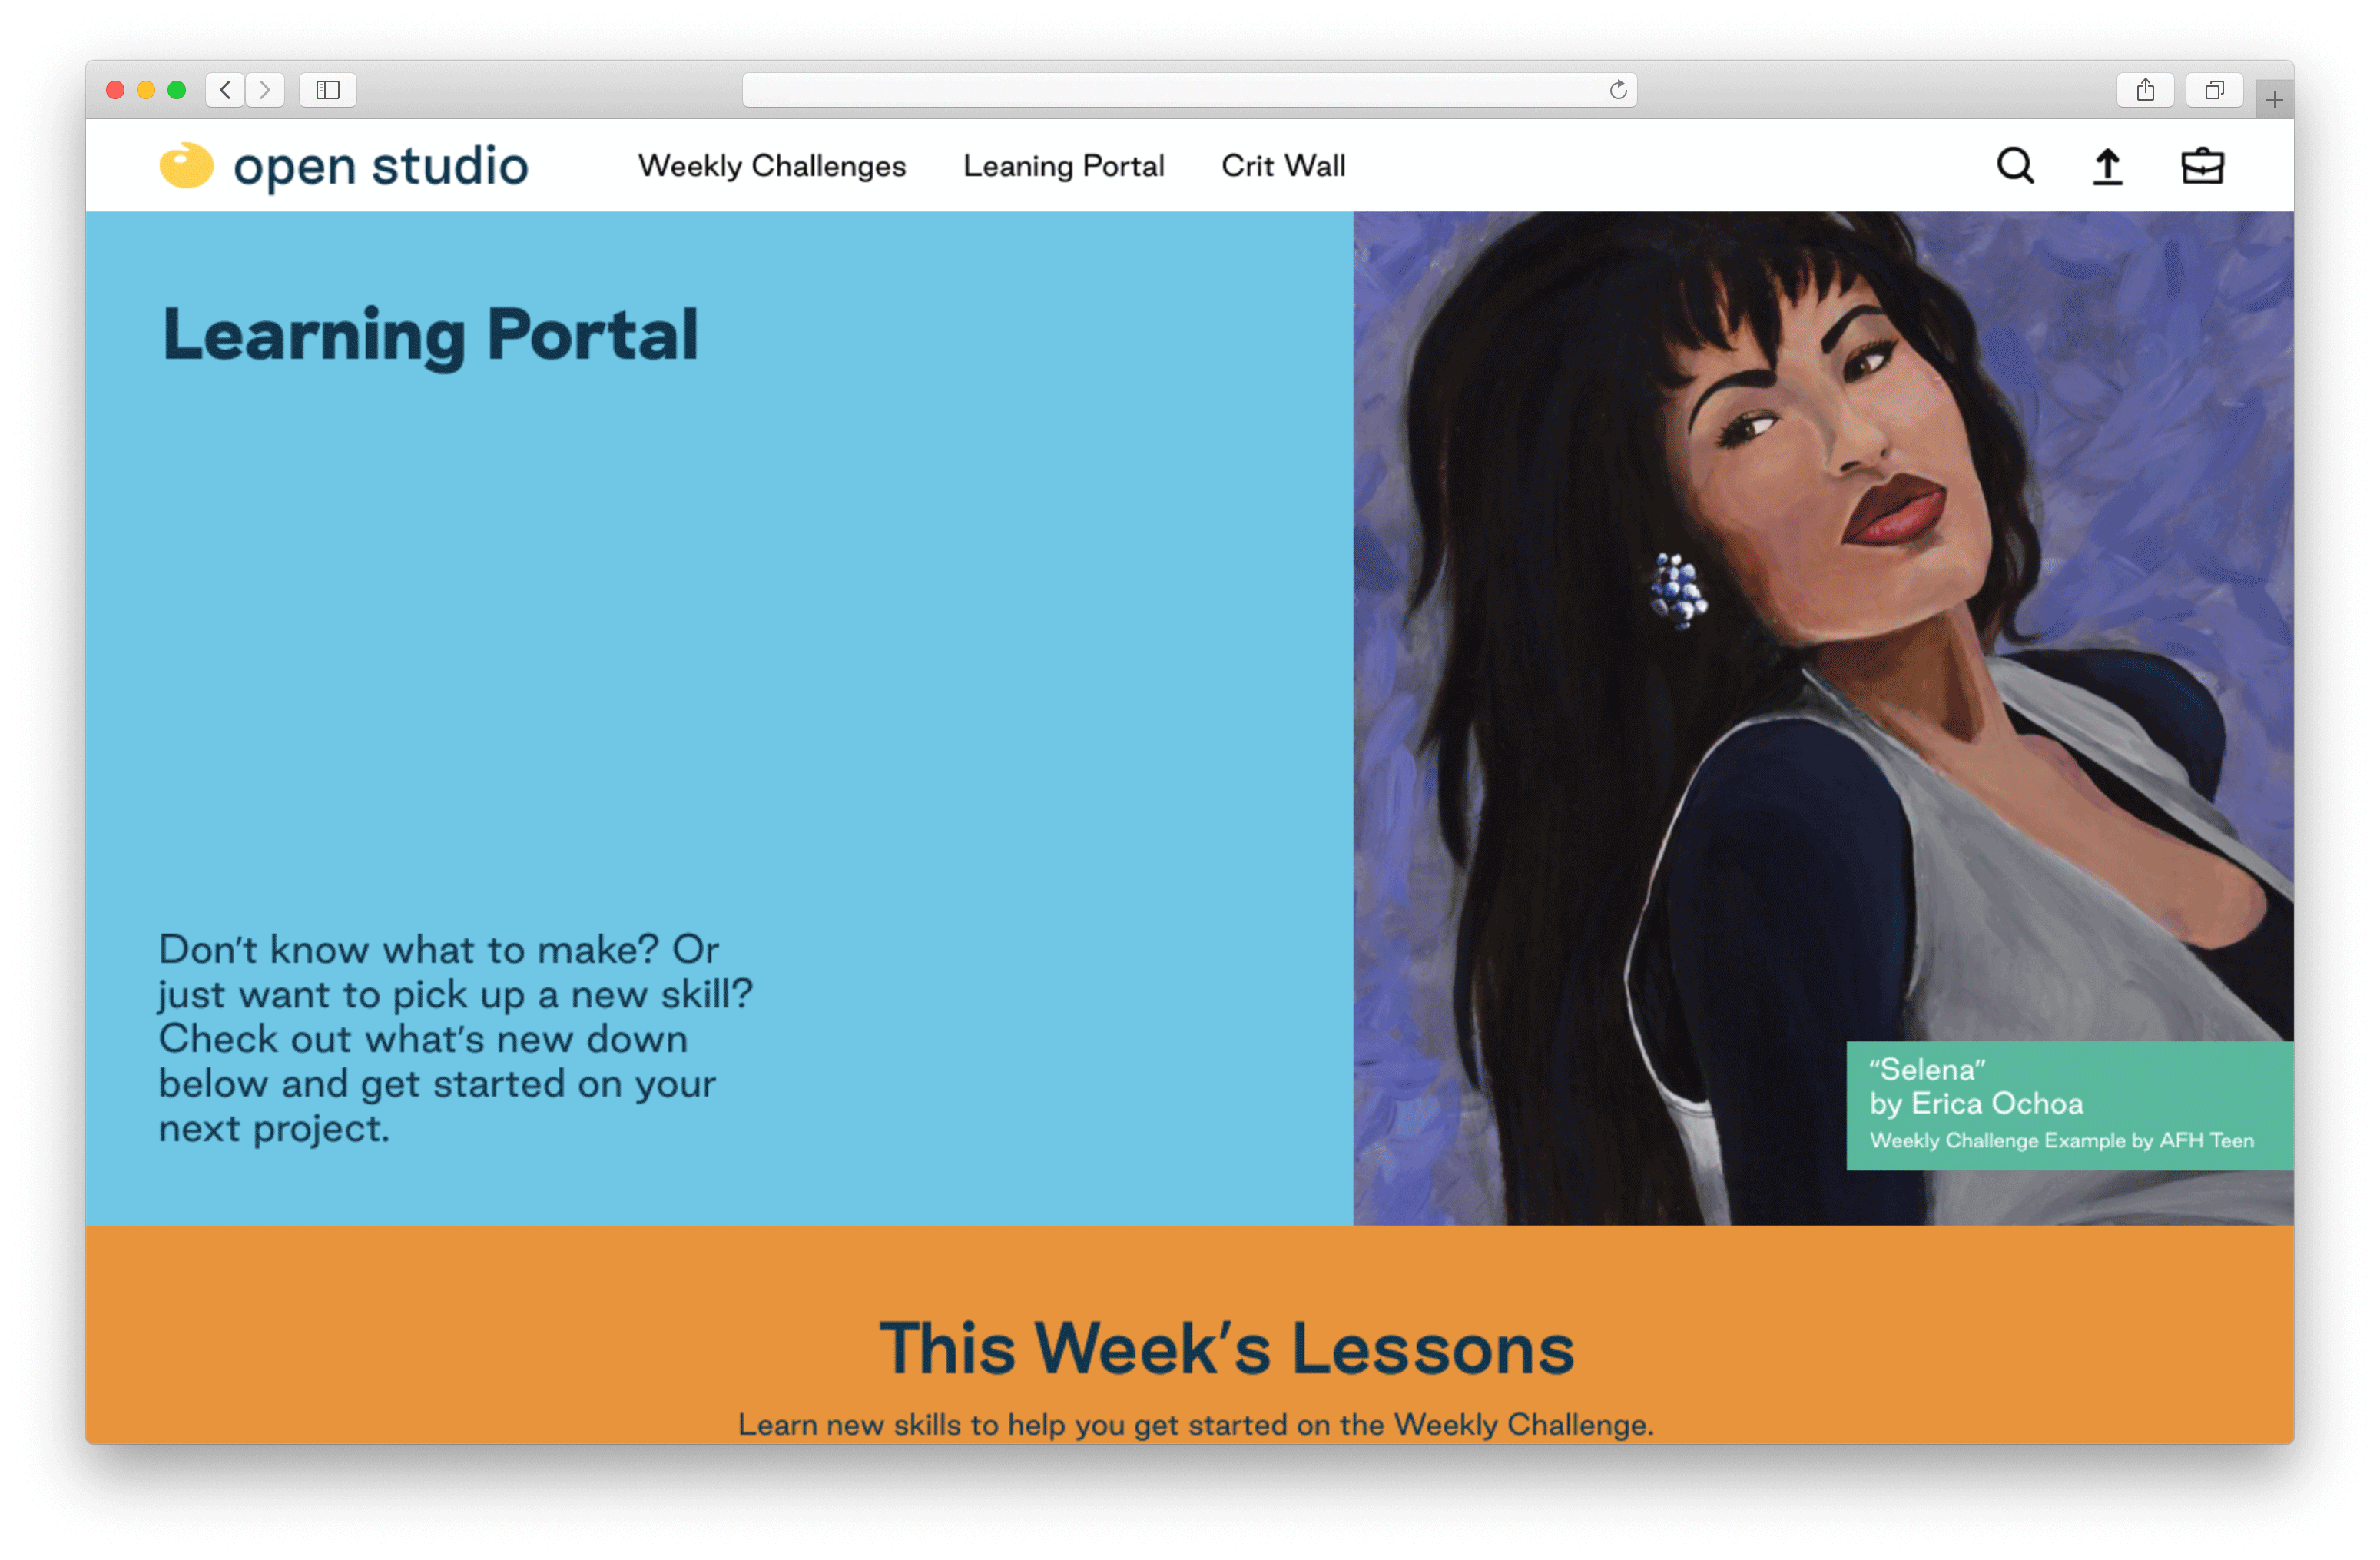 open studio
Weekly Challenges
Leaning Portal
Crit Wall
Learning Portal
Don’t know what to make? Or
just want to pick up a new skill?
Check out what’s new down
below and get started on your
next project.
“Selena”
by Erica Ochoa
Weekly Challenge Example by AFH Teen
This Week’s Lessons
Learn new skills to help you get started on the Weekly Challenge.